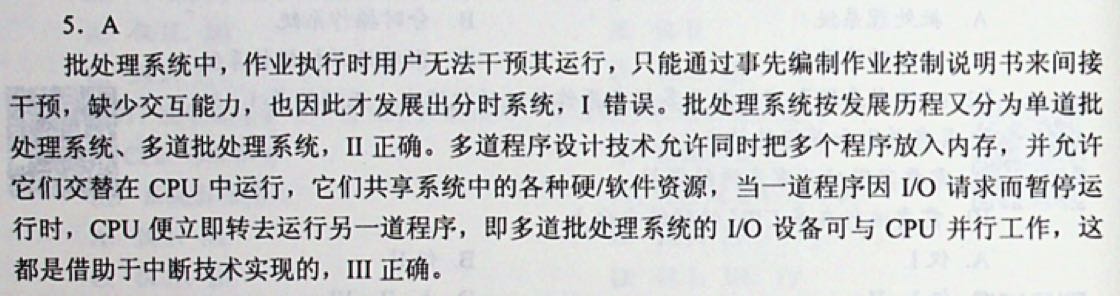 5. A
批处理系统中，作业执行时用户无法干预其运行，只能通过事先编制作业控制说明书来间接
干预，缺少交互能力，也因此才发展出分时系统，I 错误。批处理系统按发展历程又分为单道批
处理系统、多道批处理系统，II 正确。多道程序设计技术允许同时把多个程序放入内存，并允许
它们交替在 CPU 中运行，它们共享系统中的各种硬/软件资源，当一道程序因 I/O 请求而暂停运
行时，CPU 便立即转去运行另一道程序，即多道批处理系统的 I/O 设备可与 CPU 并行工作，这
都是借助于中断技术实现的，III 正确。